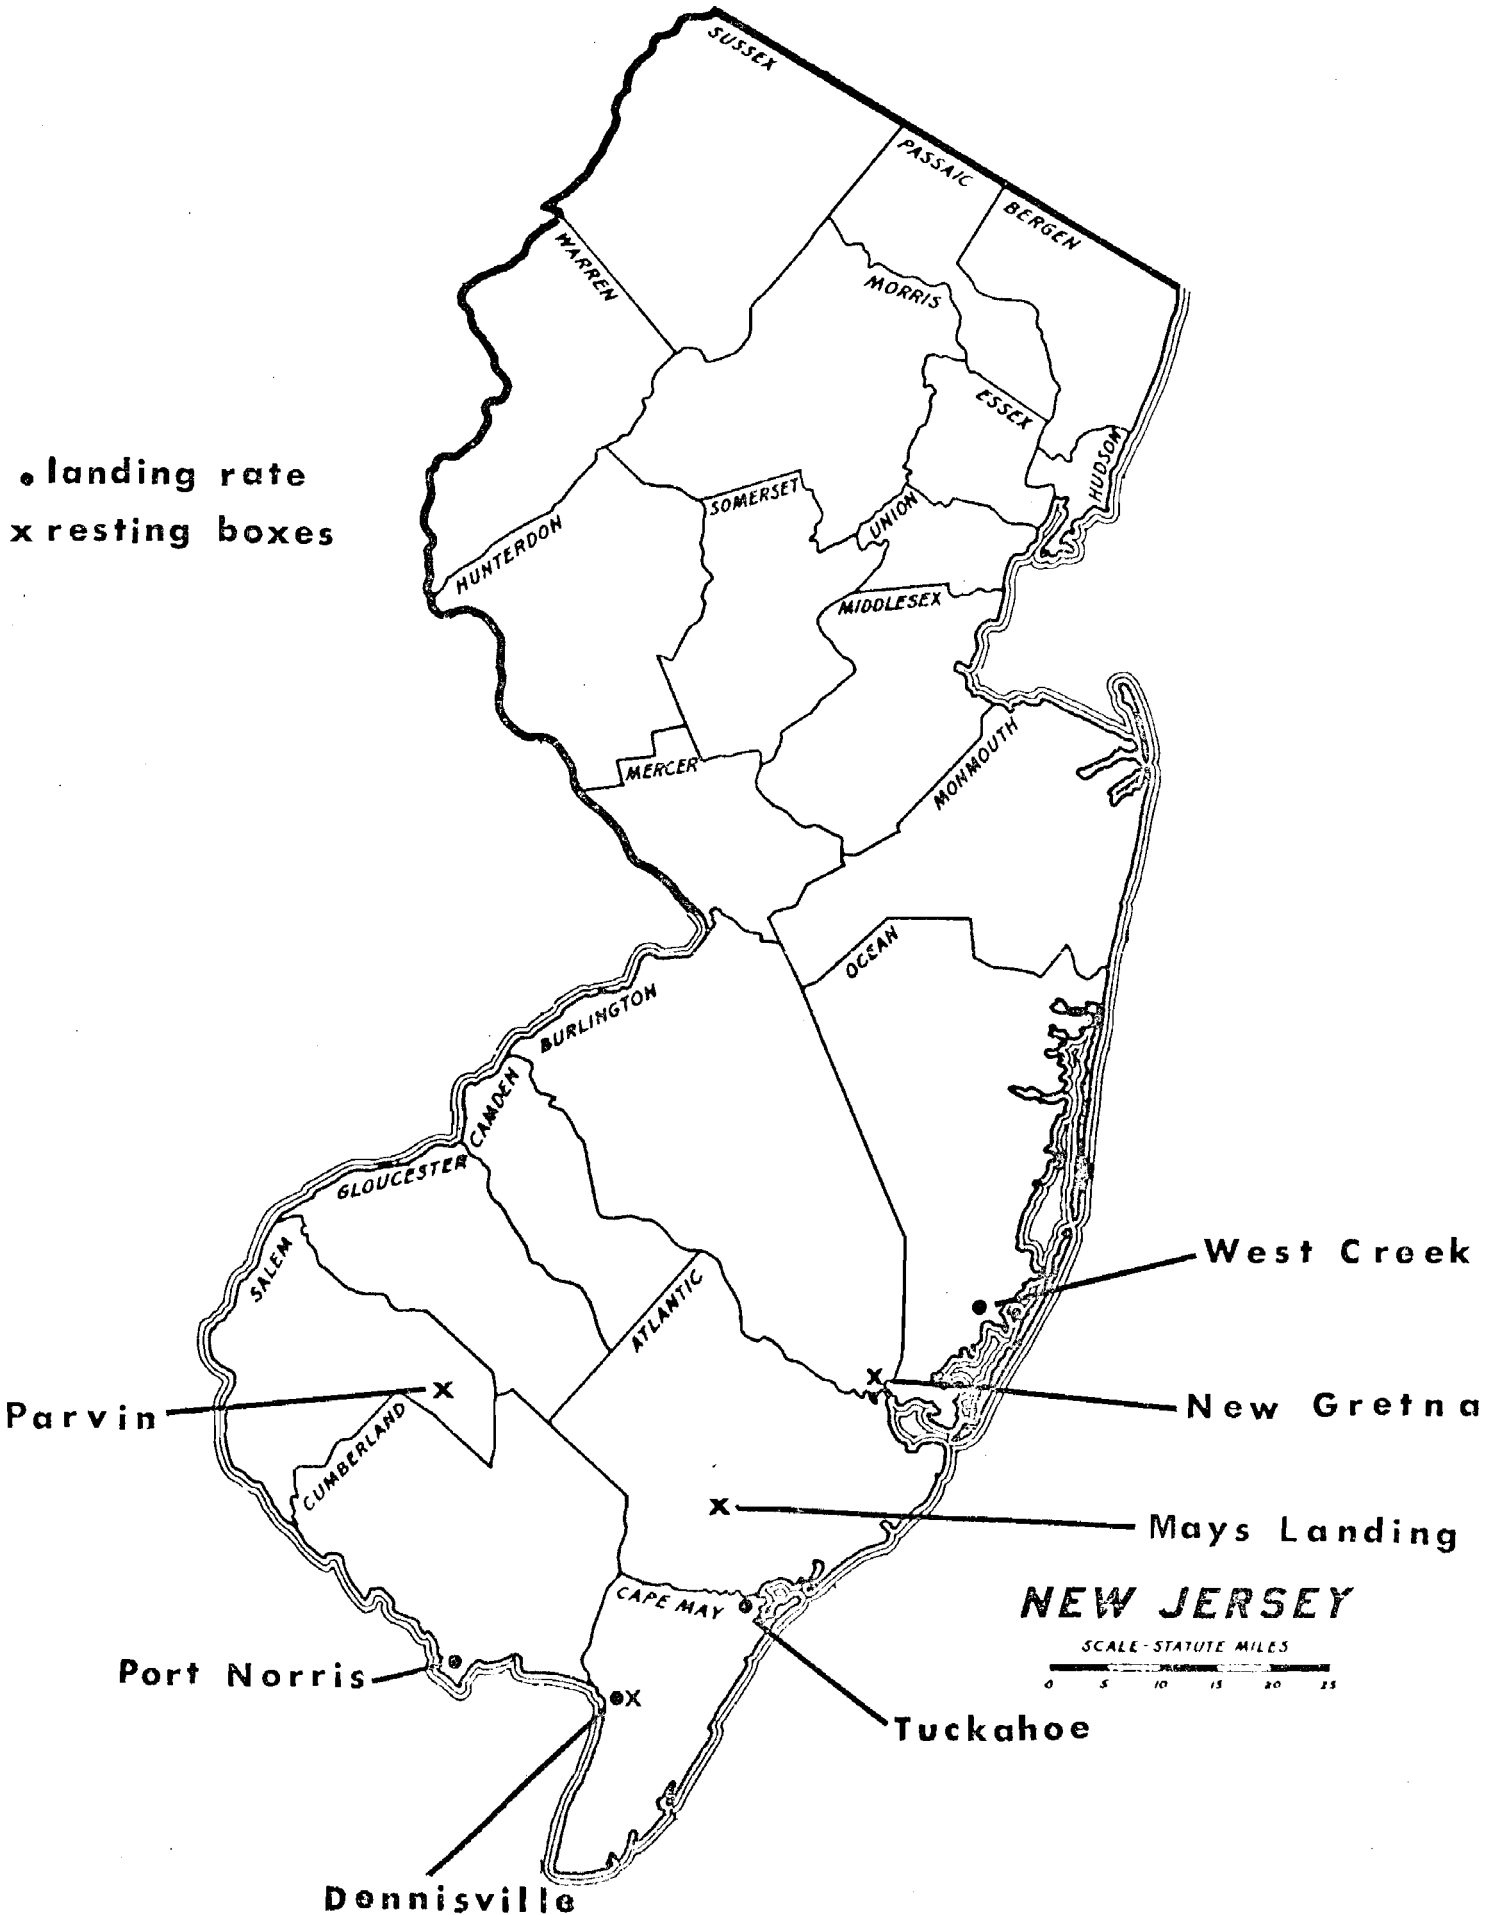 SUSSEX
PASSAIC
BERGEN
WARREN
MORRIS
ESSEX
HUDSON
• landing rate
x resting boxes
SOMERSET
UNION
HUNTERDON
MIDDLESEX
MERCER
MONMOUTH
OCEAN
BURLINGTON
CAMDEN
GLOUCESTER
SALEM
ATLANTIC
West Creek
x
Parvin
x
New Gretna
CUMBERLAND
x
Mays Landing
CAPE MAY
NEW JERSEY
SCALE-STATUTE MILES
0 5 10 15 20 25
Port Norris
x
Tuckahoe
Dennisville